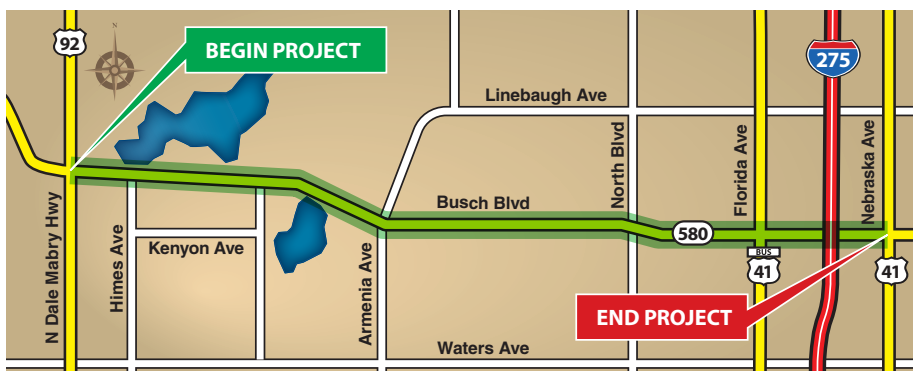 92
N
BEGIN PROJECT
275
Linebaugh Ave
N Dale Mabry Hwy
Himes Ave
Kenyon Ave
Armenia Ave
Busch Blvd
North Blvd
Florida Ave
Nebraska Ave
580
BUS
41
41
END PROJECT
Waters Ave